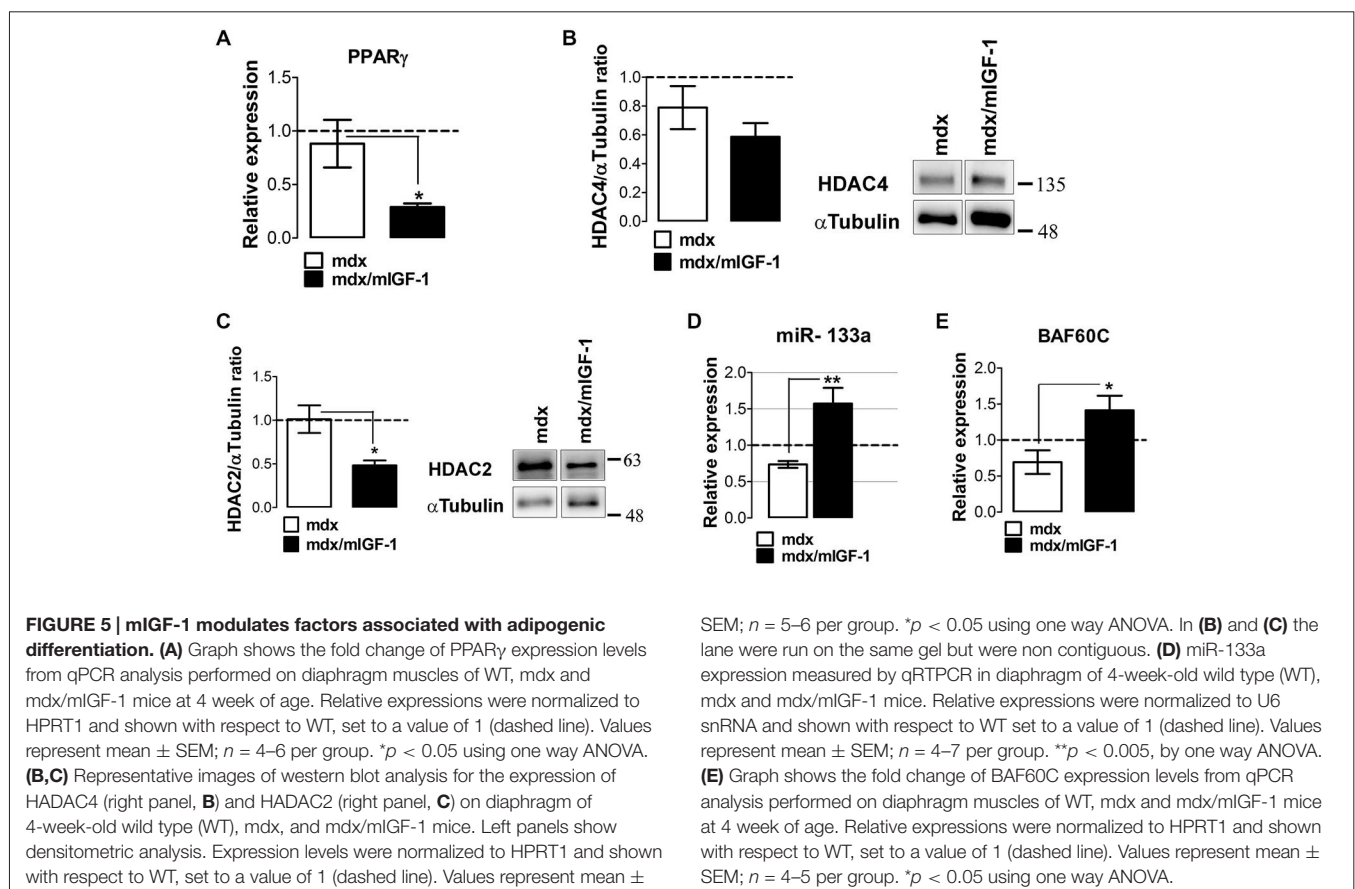 A
PPARγ
Relative expression
1.5
1.0
0.5
0.0
*
mdx
mdx/mIGF-1
B
HDAC4/αTubulin ratio
1.0
0.8
0.6
0.4
0.2
0.0
mdx
mdx/mIGF-1
mdx
mdx/mIGF-1
HDAC4
135
αTubulin
48
C
HDAC2/αTubulin ratio
1.5
1.0
0.5
0.0
*
mdx
mdx/mIGF-1
mdx
mdx/mIGF-1
HDAC2
63
αTubulin
48
D
miR- 133a
Relative expression
2.0
1.5
1.0
0.5
0.0
**
mdx
mdx/mIGF-1
E
BAF60C
Relative expression
2.0
1.5
1.0
0.5
0.0
*
mdx
mdx/mIGF-1
FIGURE 5 | mIGF-1 modulates factors associated with adipogenic
differentiation. (A) Graph shows the fold change of PPARγ expression levels
from qPCR analysis performed on diaphragm muscles of WT, mdx and
mdx/mIGF-1 mice at 4 week of age. Relative expressions were normalized to
HPRT1 and shown with respect to WT, set to a value of 1 (dashed line). Values
represent mean ± SEM; n = 4–6 per group. *p < 0.05 using one way ANOVA.
(B,C) Representative images of western blot analysis for the expression of
HADAC4 (right panel, B) and HADAC2 (right panel, C) on diaphragm of
4-week-old wild type (WT), mdx, and mdx/mIGF-1 mice. Left panels show
densitometric analysis. Expression levels were normalized to HPRT1 and shown
with respect to WT, set to a value of 1 (dashed line). Values represent mean ±
SEM; n = 5–6 per group. *p < 0.05 using one way ANOVA. In (B) and (C) the
lane were run on the same gel but were non contiguous. (D) miR-133a
expression measured by qRTPCR in diaphragm of 4-week-old wild type (WT),
mdx and mdx/mIGF-1 mice. Relative expressions were normalized to U6
snRNA and shown with respect to WT set to a value of 1 (dashed line). Values
represent mean ± SEM; n = 4–7 per group. **p < 0.005, by one way ANOVA.
(E) Graph shows the fold change of BAF60C expression levels from qPCR
analysis performed on diaphragm muscles of WT, mdx and mdx/mIGF-1 mice
at 4 week of age. Relative expressions were normalized to HPRT1 and shown
with respect to WT, set to a value of 1 (dashed line). Values represent mean ±
SEM; n = 4–5 per group. *p < 0.05 using one way ANOVA.